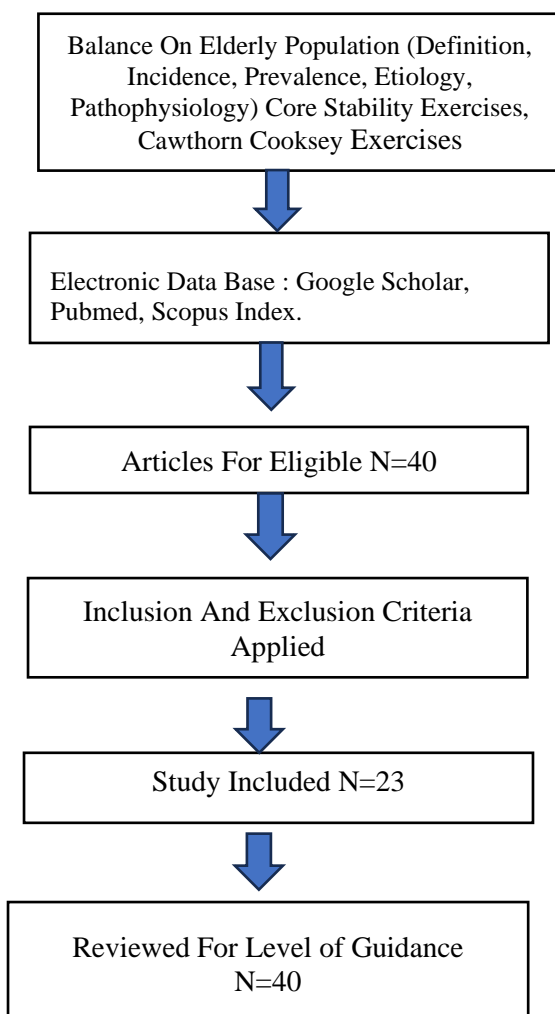 Balance On Elderly Population (Definition,
Incidence, Prevalence, Etiology,
Pathophysiology) Core Stability Exercises,
Cawthorn Cooksey Exercises
Electronic Data Base : Google Scholar,
Pubmed, Scopus Index.
Articles For Eligible N=40
Inclusion And Exclusion Criteria
Applied
Study Included N=23
Reviewed For Level of Guidance
N=40